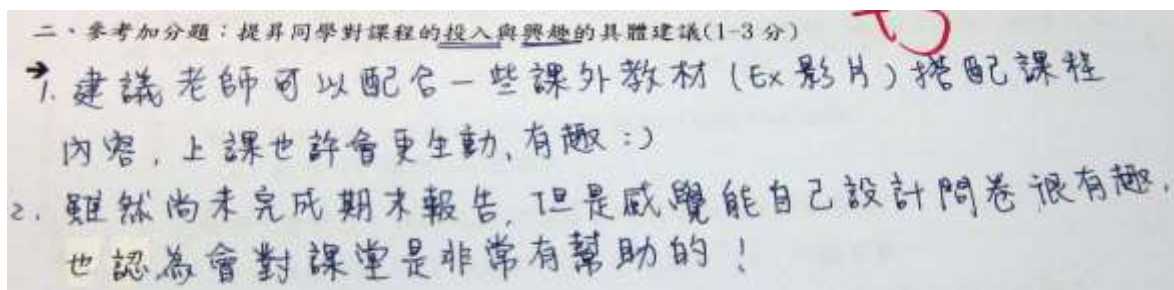 二、參考加分題：提昇同學對課程的投入與興趣的具體建議(1-3 分)
+3
→1. 建議老師可以配合一些課外教材 (Ex 影片) 搭配課程
內容，上課也許會更生動、有趣 :)
2. 雖然尚未完成期末報告，但是感覺能自己設計問卷很有趣，
也認為會對課堂是非常有幫助的！